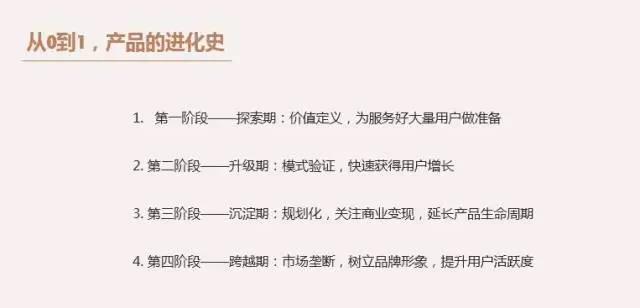 从0到1，产品的进化史
1. 第一阶段——探索期：价值定义，为服务好大量用户做准备
2. 第二阶段——升级期：模式验证，快速获得用户增长
3. 第三阶段——沉淀期：规划化，关注商业变现，延长产品生命周期
4. 第四阶段——跨越期：市场垄断，树立品牌形象，提升用户活跃度